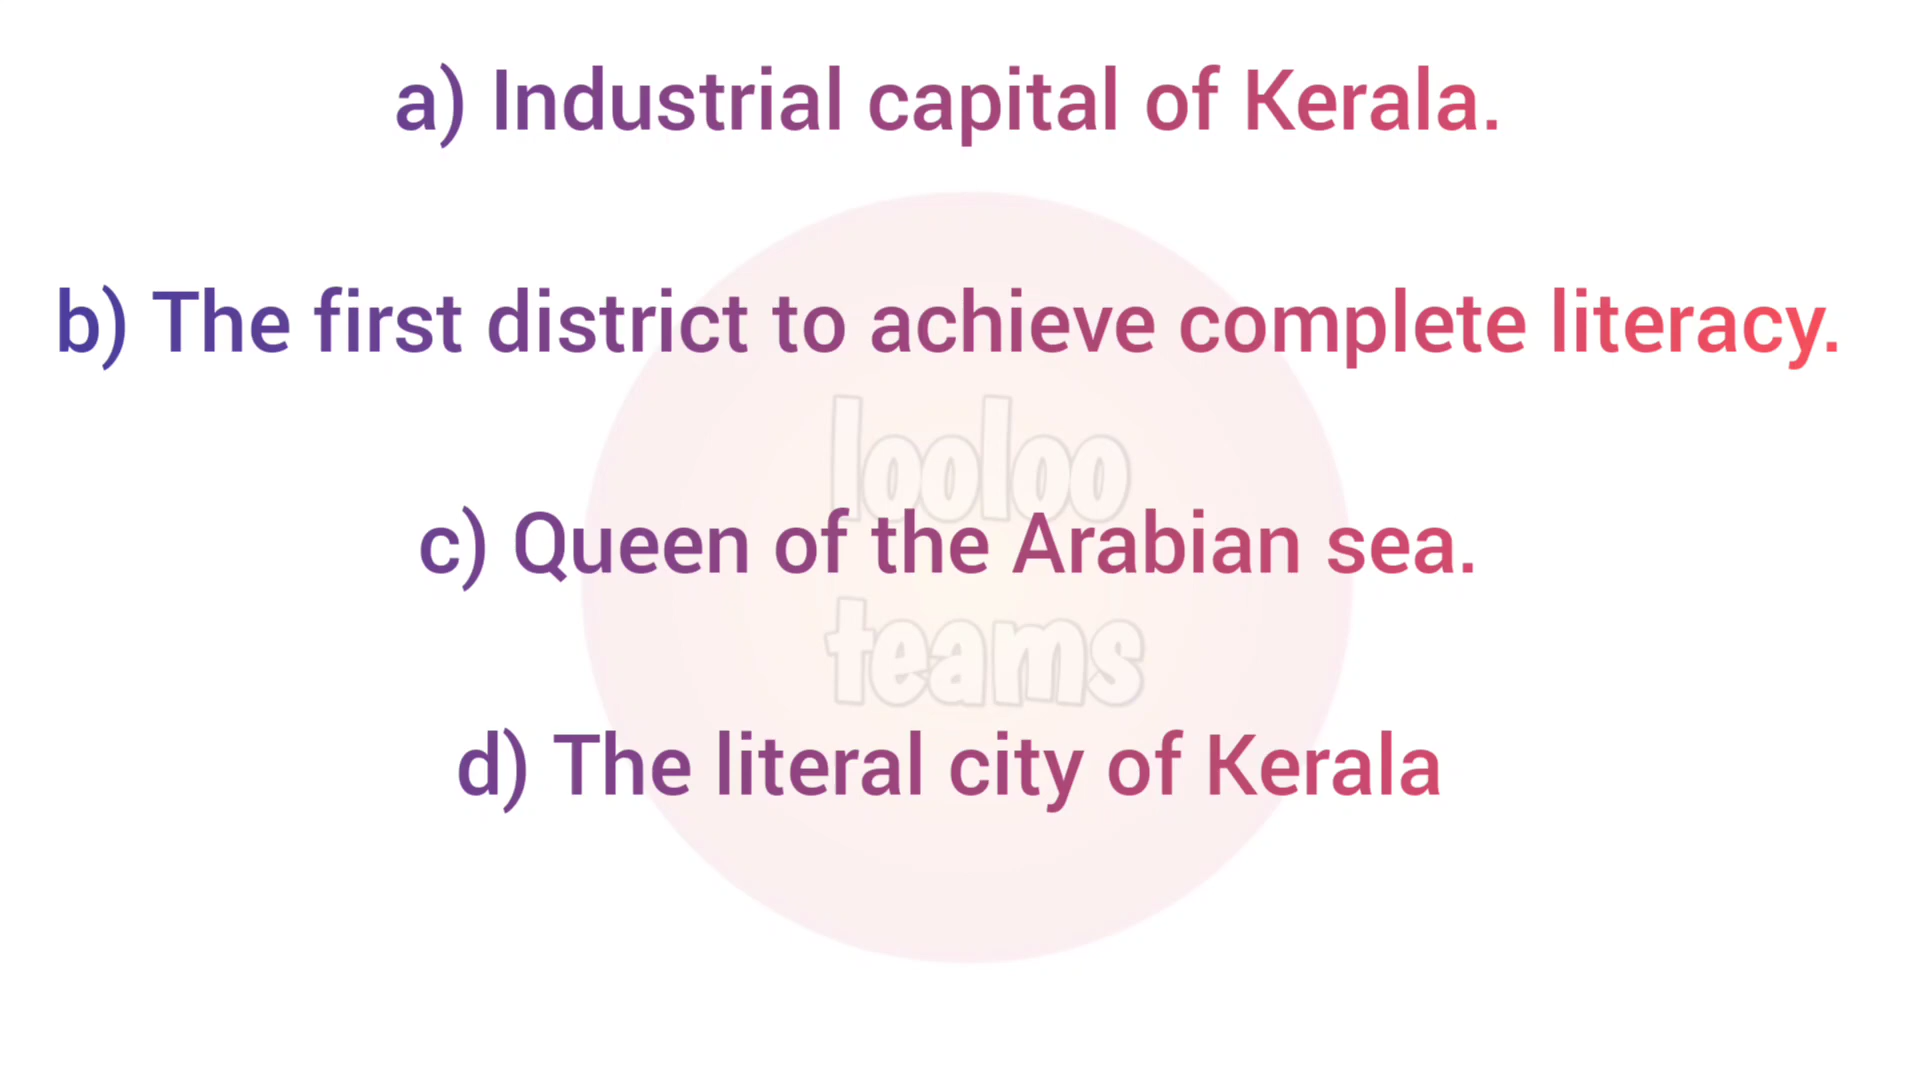 a) Industrial capital of Kerala.
b) The first district to achieve complete literacy.
looloo
c) Queen of the Arabian sea.
teams
d) The literal city of Kerala